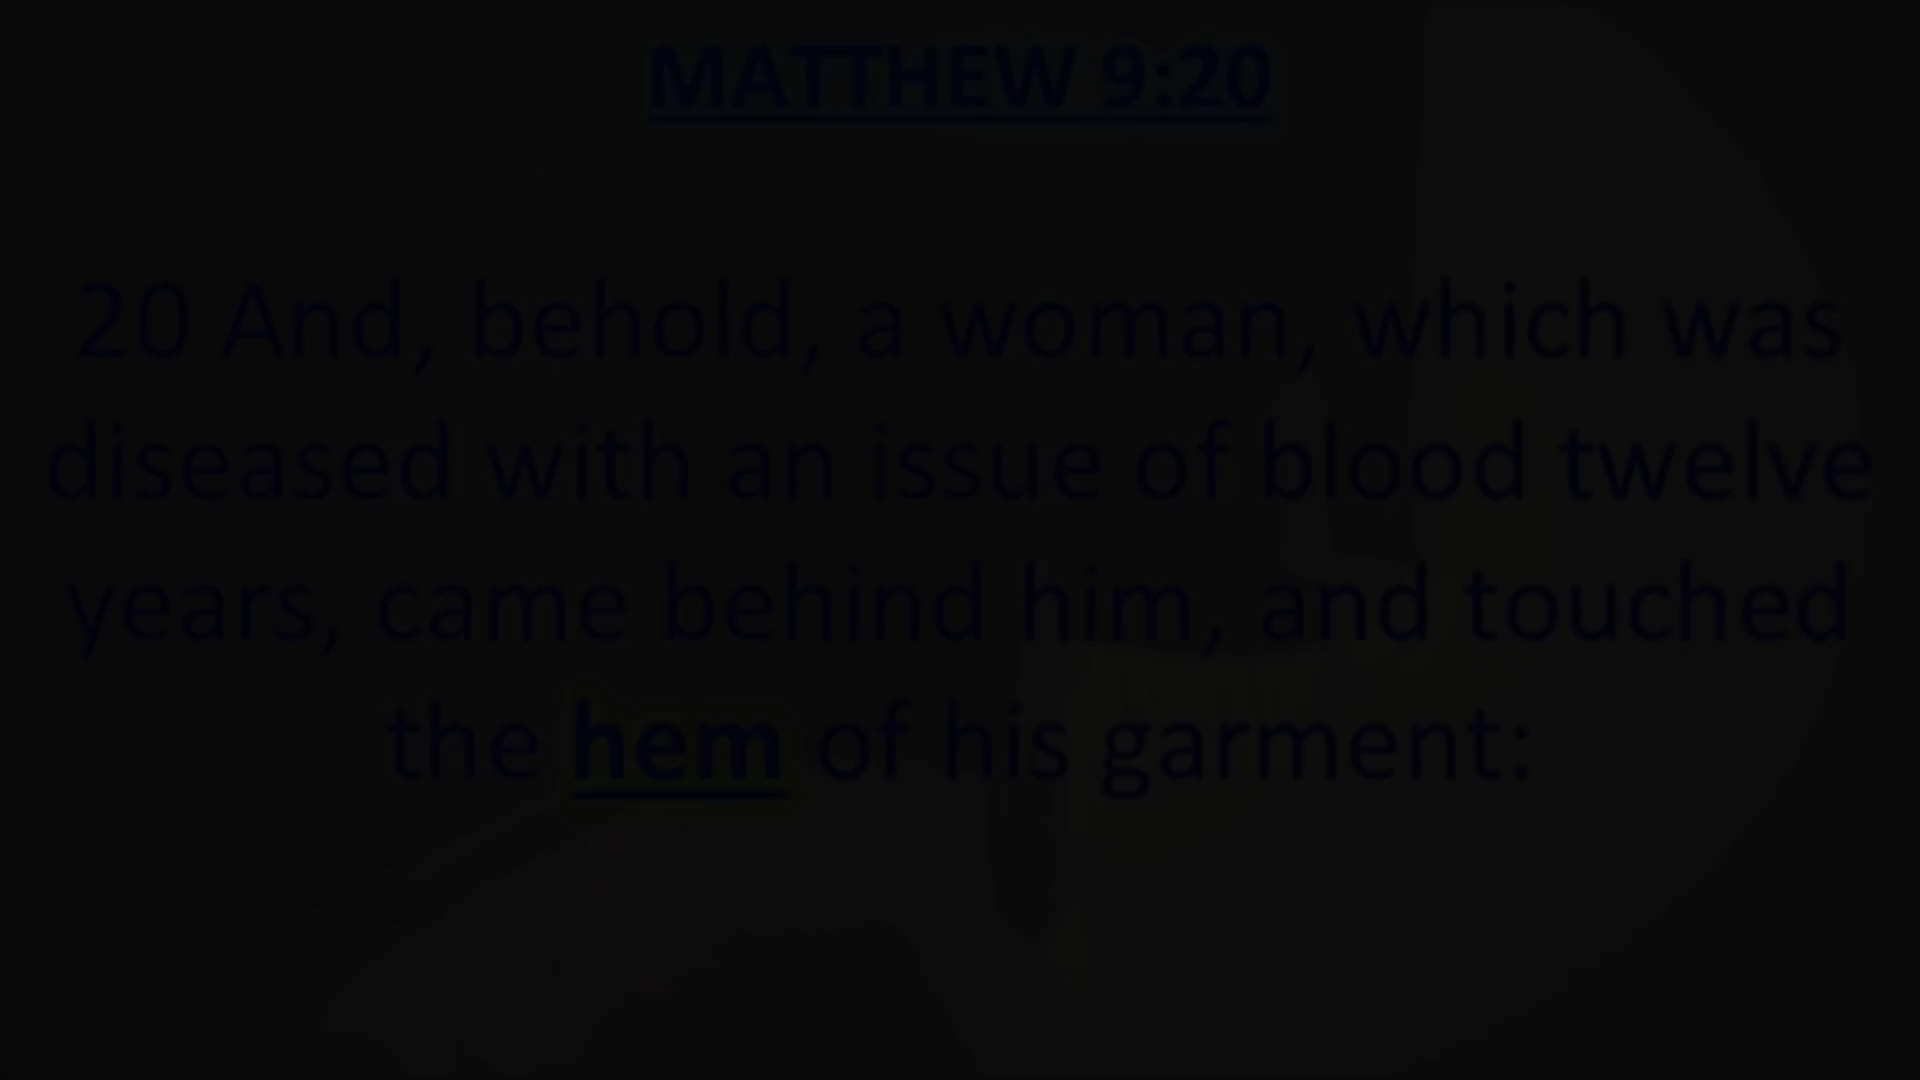 MATTHEW 9:20
20 And, behold, a woman, which was
diseased with an issue of blood twelve
years, came behind him, and touched
the hem of his garment: